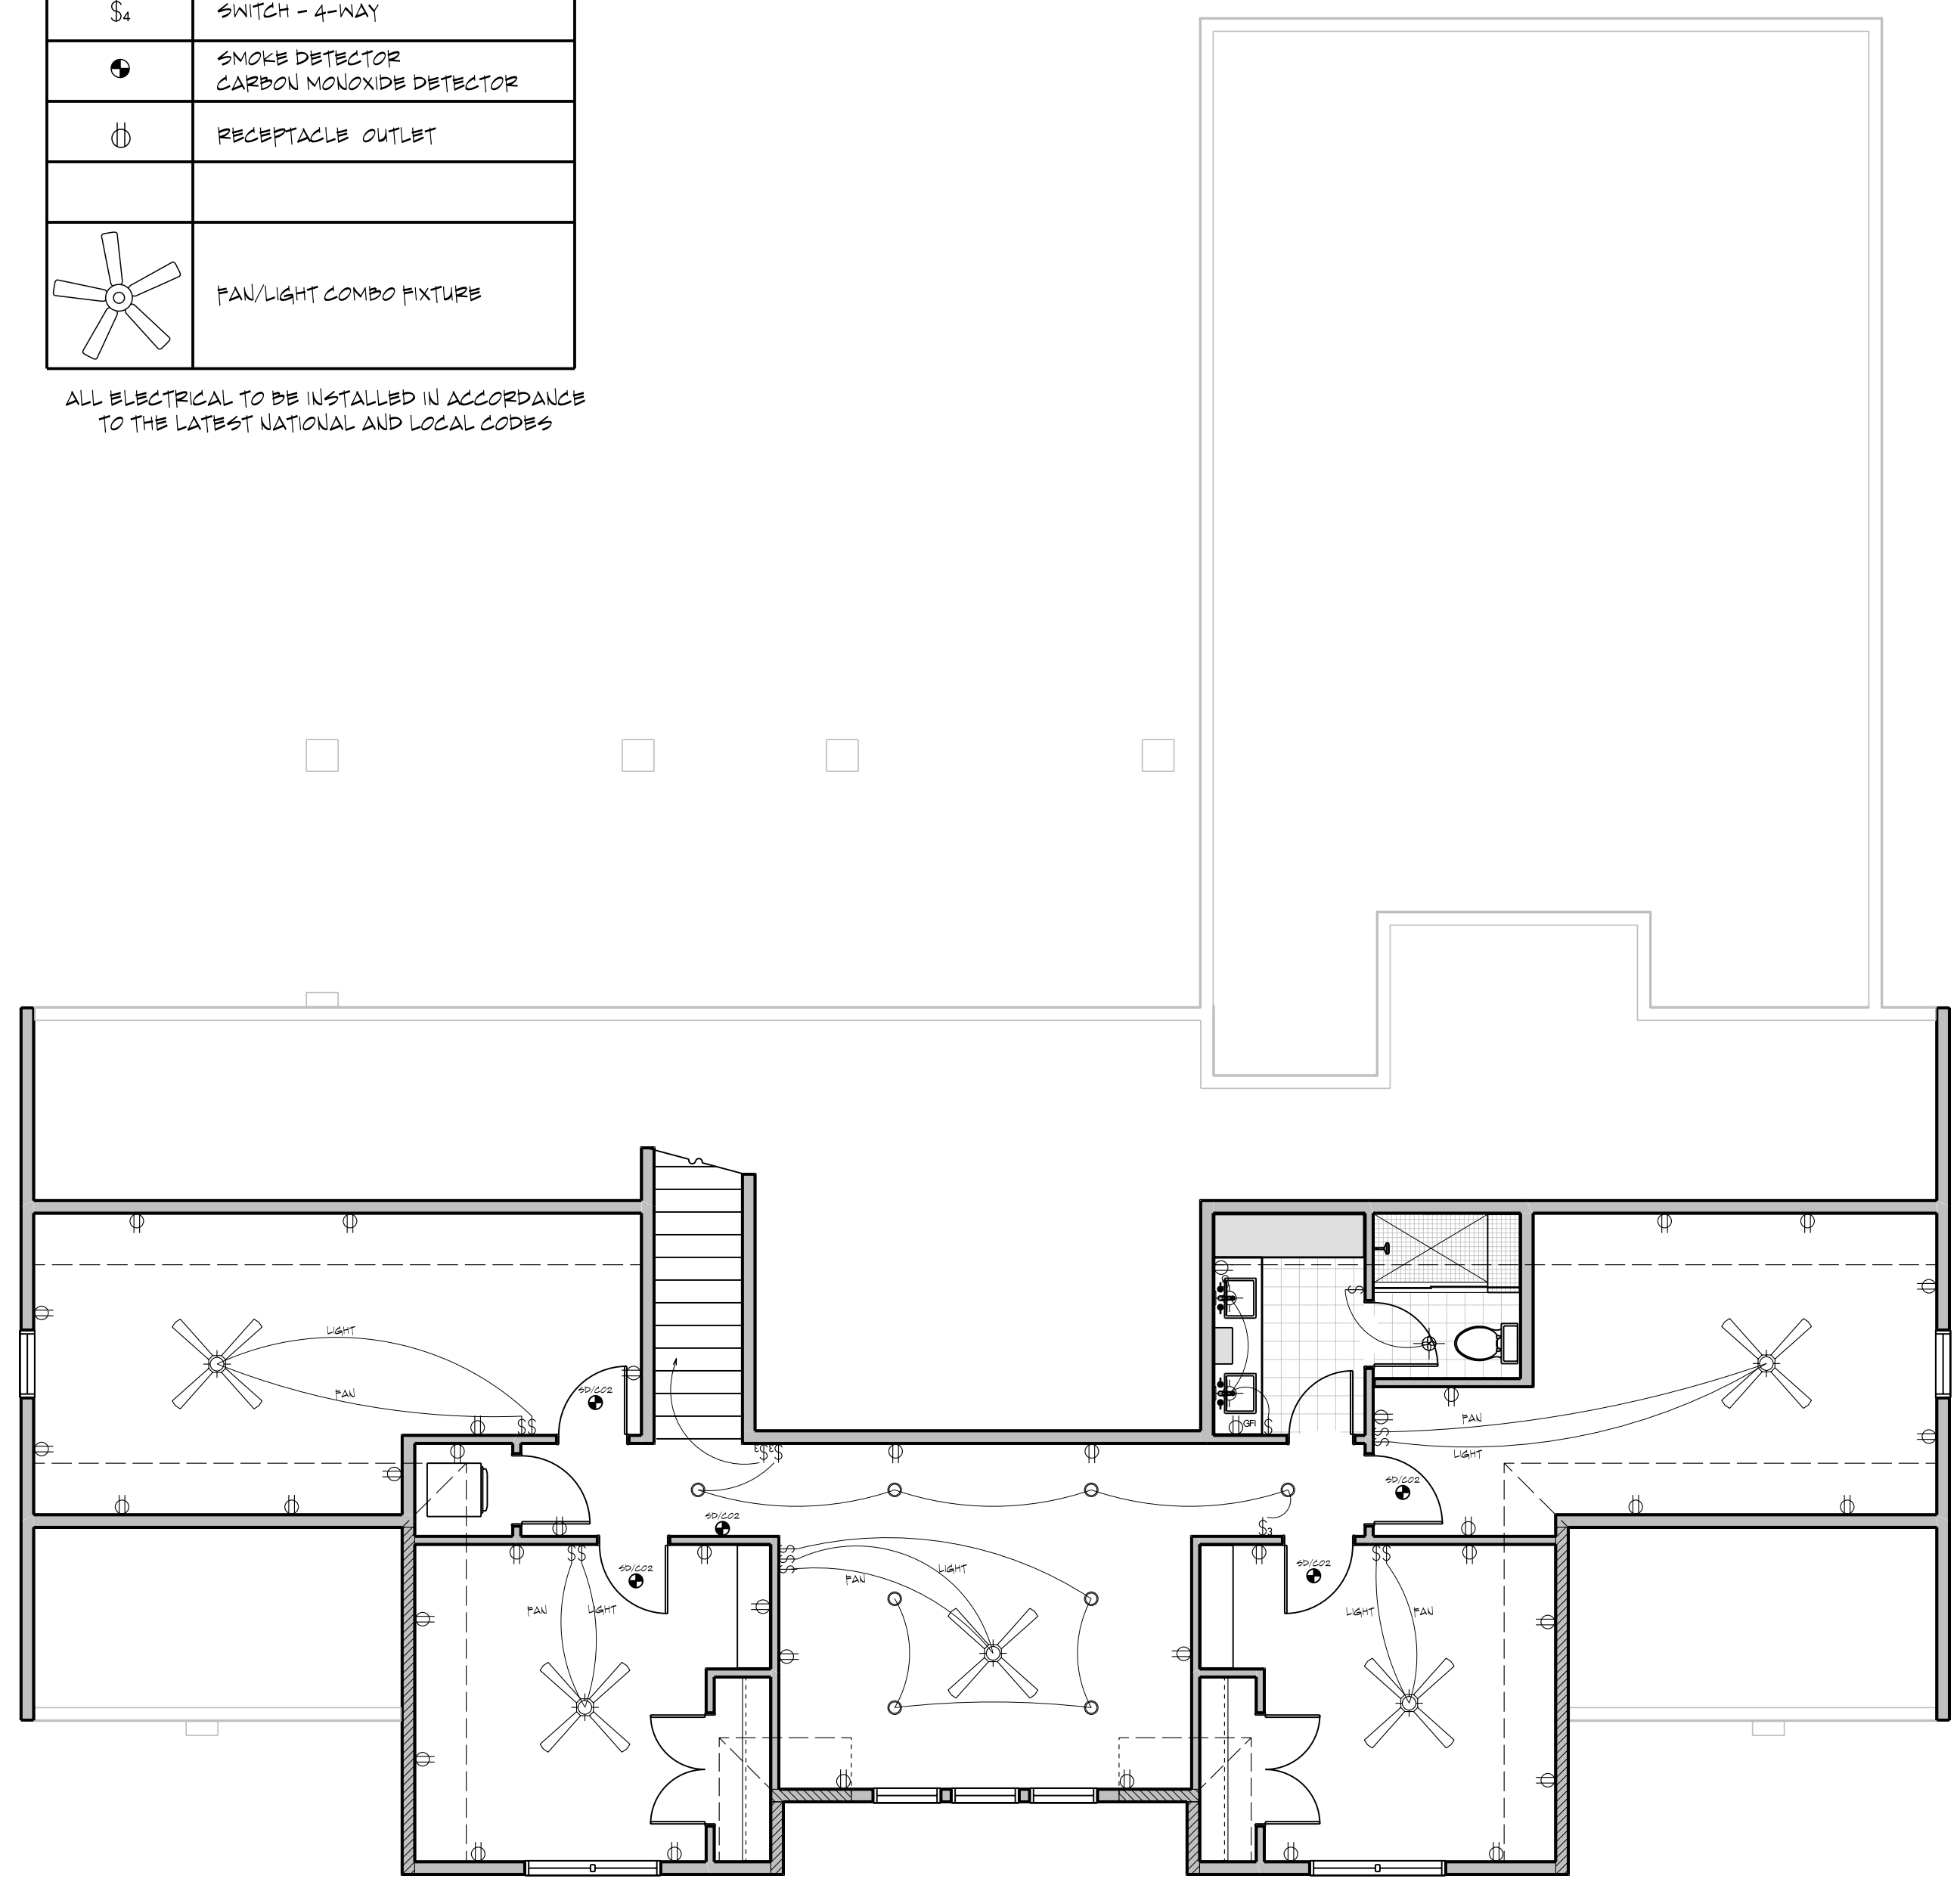 $4 SWITCH - 4-WAY
SMOKE DETECTOR
CARBON MONOXIDE DETECTOR
RECEPTACLE OUTLET
FAN/LIGHT COMBO FIXTURE
ALL ELECTRICAL TO BE INSTALLED IN ACCORDANCE
TO THE LATEST NATIONAL AND LOCAL CODES
LIGHT
FAN
SD/CO2
$$
$3$3
GFI
$
$
FAN
$$
LIGHT
SD/CO2
SD/CO2
$3
$$
SD/CO2
FAN
LIGHT
$$$
LIGHT
FAN
SD/CO2
$$
LIGHT
FAN